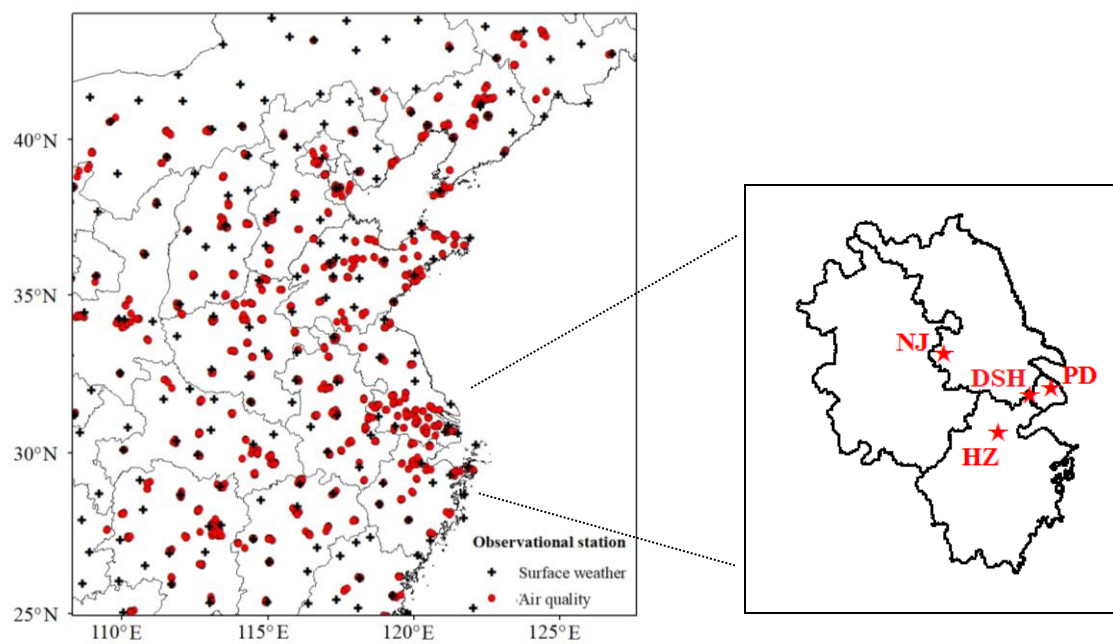 40°N
35°N
30°N
25°N
110°E
115°E
120°E
125°E
Observational station
Surface weather
Air quality
NJ
DSH
PD
HZ